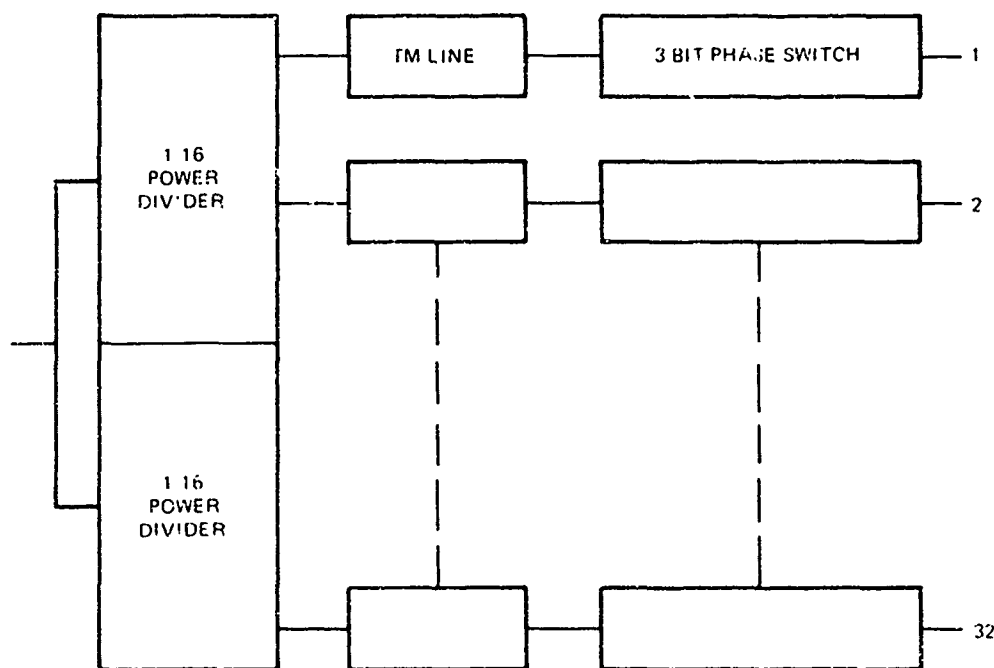 TM LINE
3 BIT PHASE SWITCH
1
1 16
POWER
DIVIDER
2
1 16
POWER
DIVIDER
32